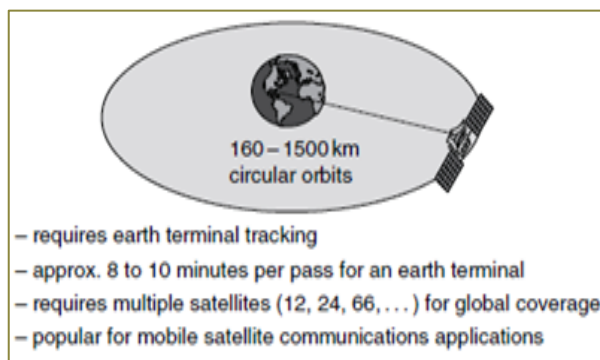 160 – 1500 km
circular orbits
– requires earth terminal tracking
– approx. 8 to 10 minutes per pass for an earth terminal
– requires multiple satellites (12, 24, 66, . . . ) for global coverage
– popular for mobile satellite communications applications